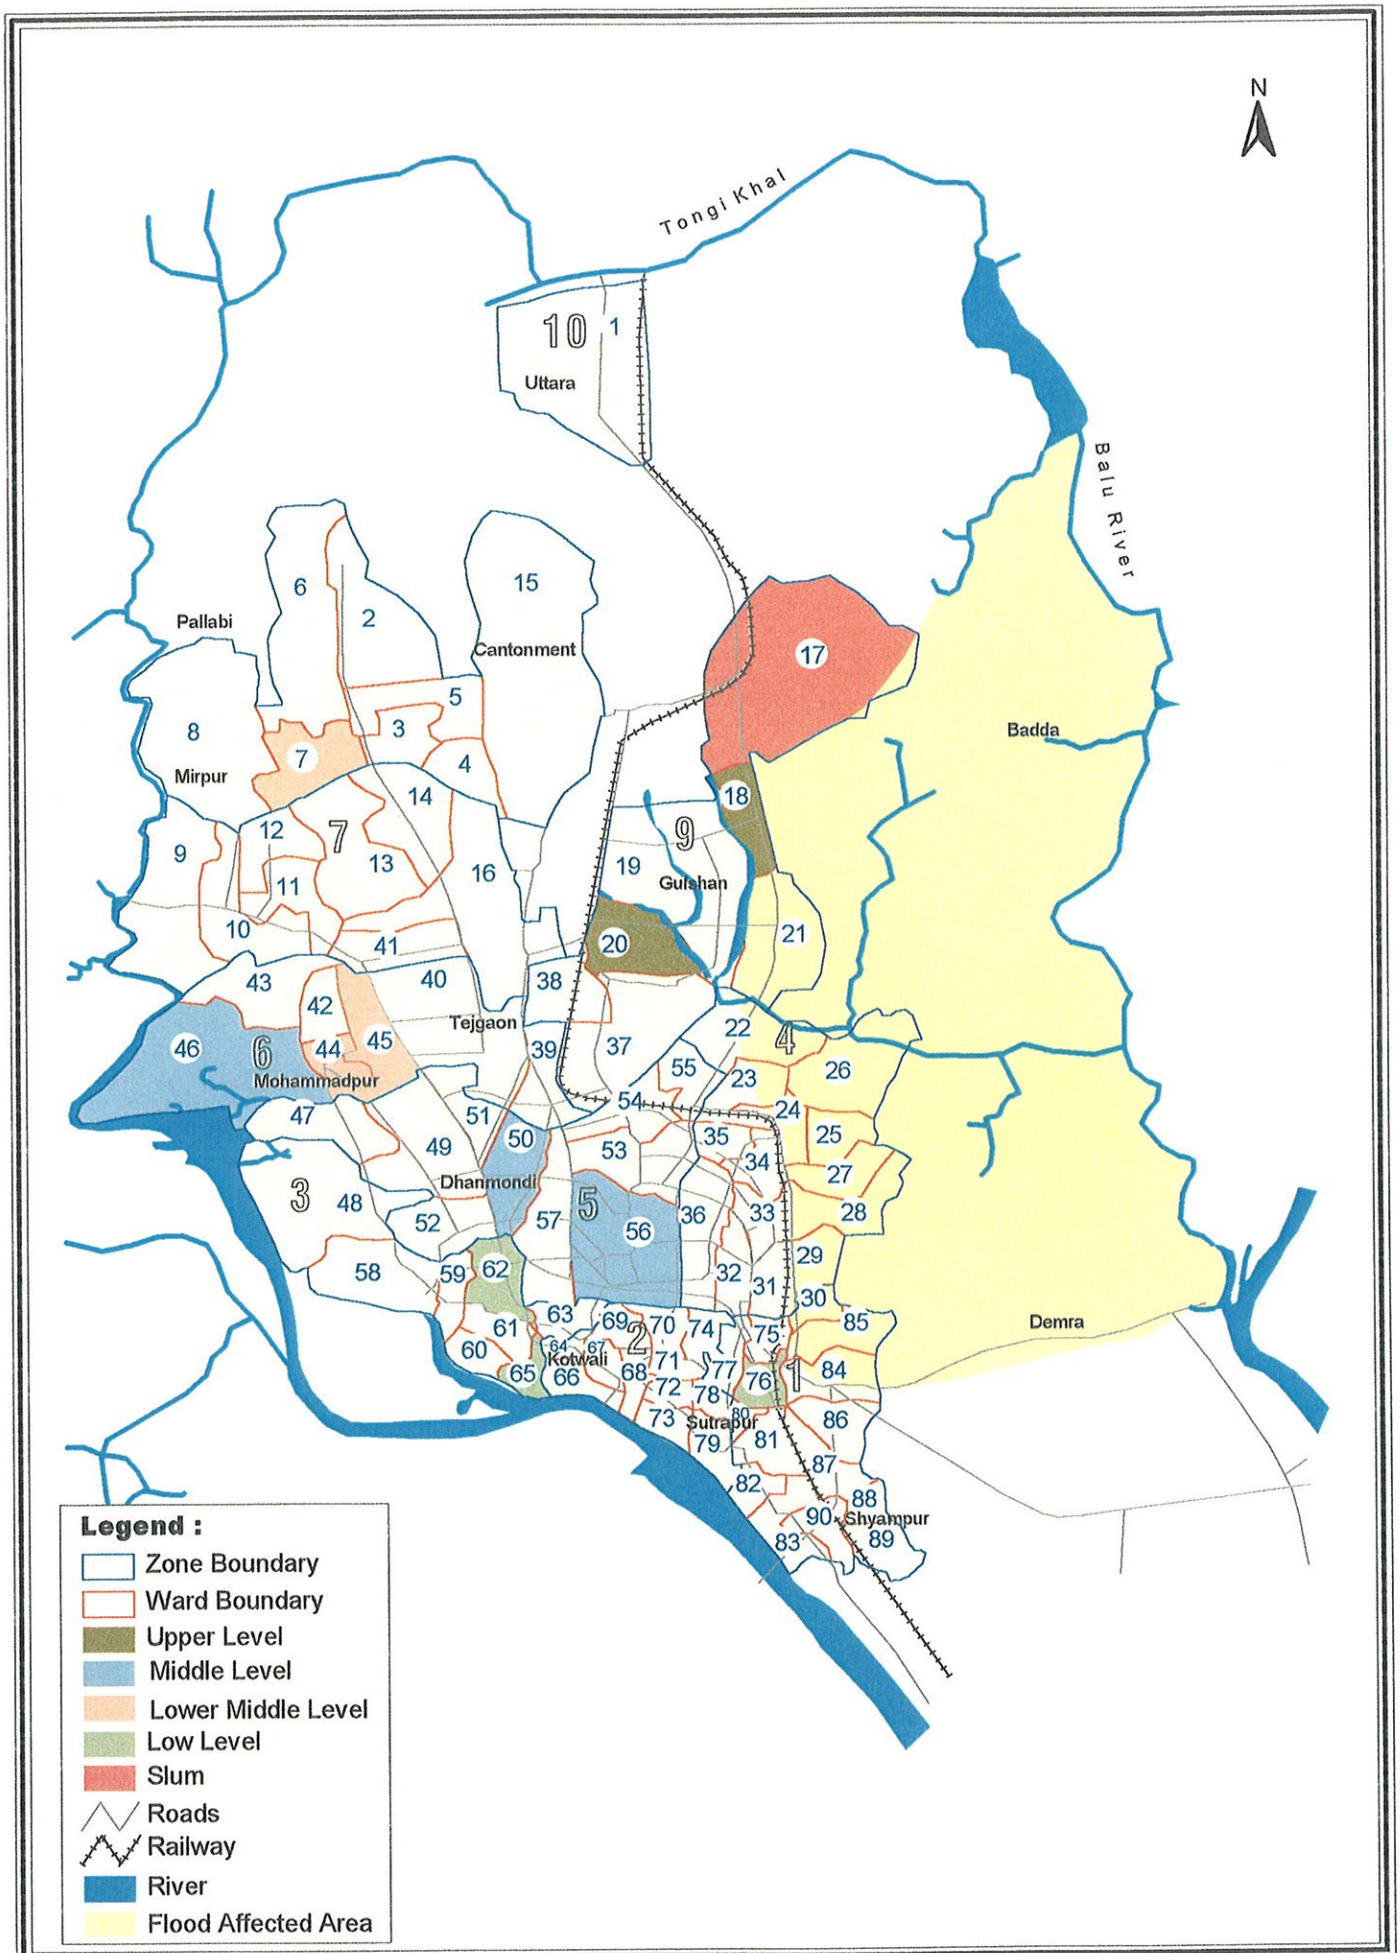 N
Tongi Khal
10 1
Uttara
Balu River
6 15
2
Pallabi
Cantonment
17
5
8 3
Badda
7
Mirpur 4
14 18
12 7 9
9 13 19
11 16 Gulshan
10 20 21
41
43 40 38
42
Tejgaon 22
46 6 44 45 39 37 4
Mohammadpur 55 23 26
47 51 54 24
50 35 25
49 53 34
Dhanmondi 27
3 48 5 36 33 28
52 57 56
62 29
58 59 32 31
30
61 63 69 70 74 75 85
Demra
60 64 67 2
Kotwali 71 77 1 84
65 66 68 72 78 76
73 80 86
Sutrapur
79 81
82 87
88
90 Shyampur
83 89
Legend :
Zone Boundary
Ward Boundary
Upper Level
Middle Level
Lower Middle Level
Low Level
Slum
Roads
Railway
River
Flood Affected Area